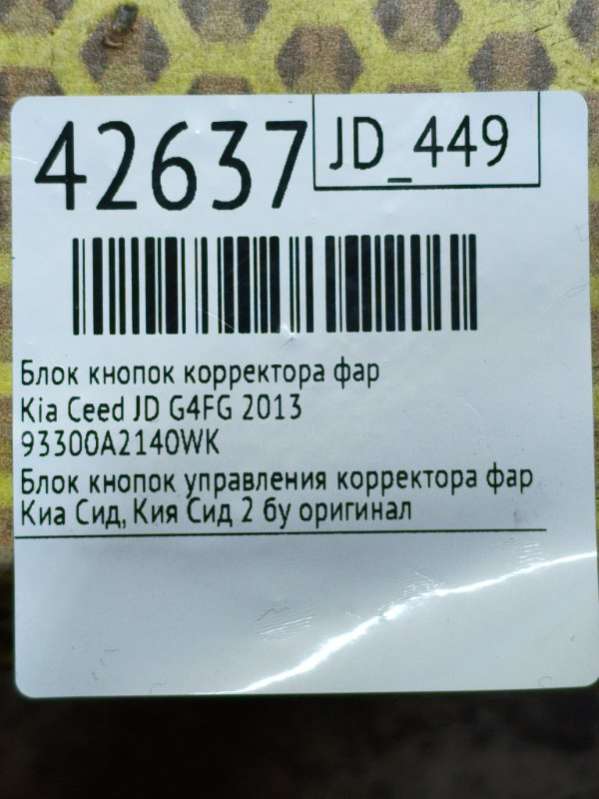 42637
JD_449
Блок кнопок корректора фар
Kia Ceed JD G4FG 2013
93300A2140WK
Блок кнопок управления корректора фар
Киа Сид, Кия Сид 2 бу оригинал